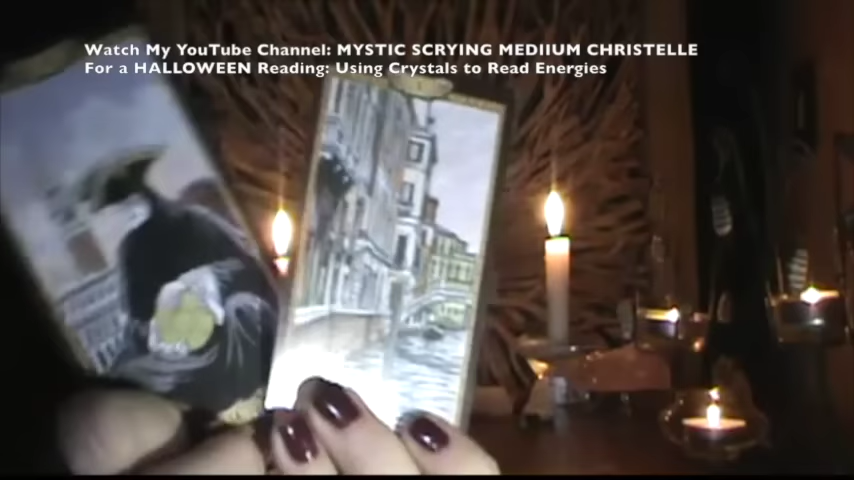 Watch My YouTube Channel: MYSTIC SCRYING MEDIIUM CHRISTELLE
For a HALLOWEEN Reading: Using Crystals to Read Energies